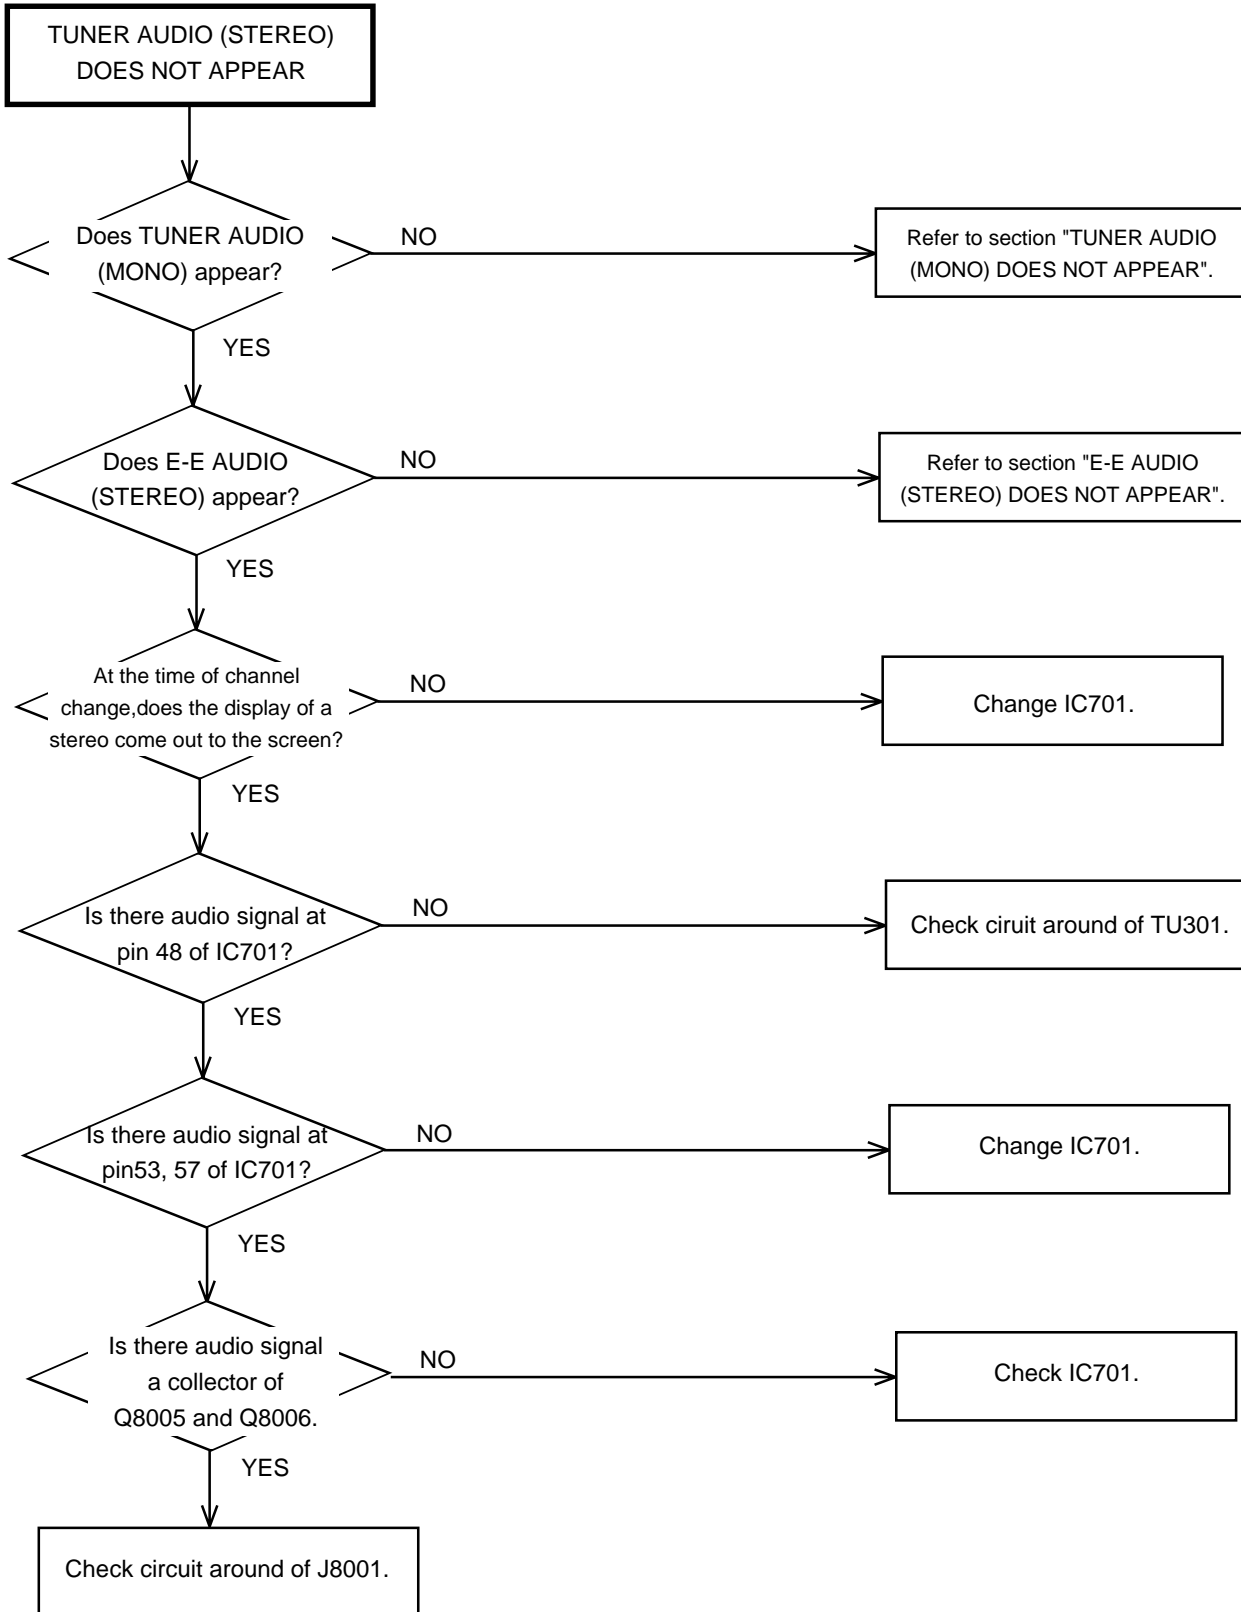 TUNER AUDIO (STEREO)
DOES NOT APPEAR
Does TUNER AUDIO
(MONO) appear?
NO
Refer to section "TUNER AUDIO
(MONO) DOES NOT APPEAR".
YES
Does E-E AUDIO
(STEREO) appear?
NO
Refer to section "E-E AUDIO
(STEREO) DOES NOT APPEAR".
YES
At the time of channel
change,does the display of a
stereo come out to the screen?
NO
Change IC701.
YES
Is there audio signal at
pin 48 of IC701?
NO
Check ciruit around of TU301.
YES
Is there audio signal at
pin53, 57 of IC701?
NO
Change IC701.
YES
Is there audio signal
a collector of
Q8005 and Q8006.
NO
Check IC701.
YES
Check circuit around of J8001.